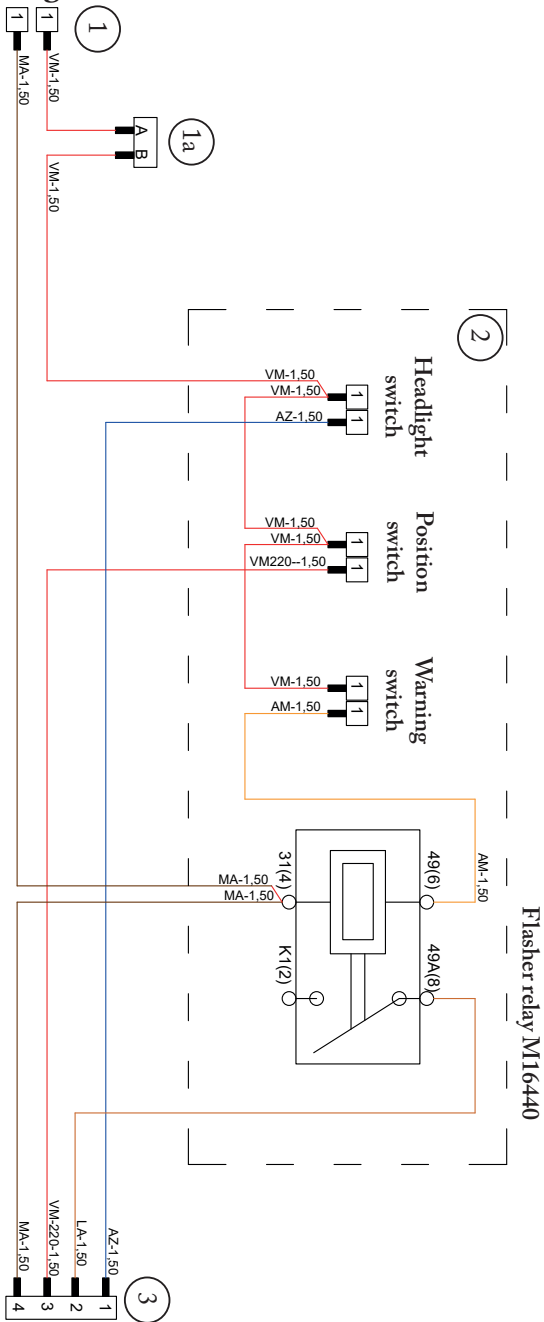 1
1
1
MA-1,50
VM-1,50
1a
A
B
VM-1,50
2
Headlight
switch
VM-1,50
VM-1,50
AZ-1,50
1
1
Position
switch
VM-1,50
VM-1,50
VM220--1,50
1
1
Warning
switch
VM-1,50
AM-1,50
1
1
Flasher relay M16440
AM-1,50
49(6)
49A(8)
31(4)
K1(2)
MA-1,50
MA-1,50
3
AZ-1,50
LA-1,50
VM-220-1,50
MA-1,50
1
2
3
4